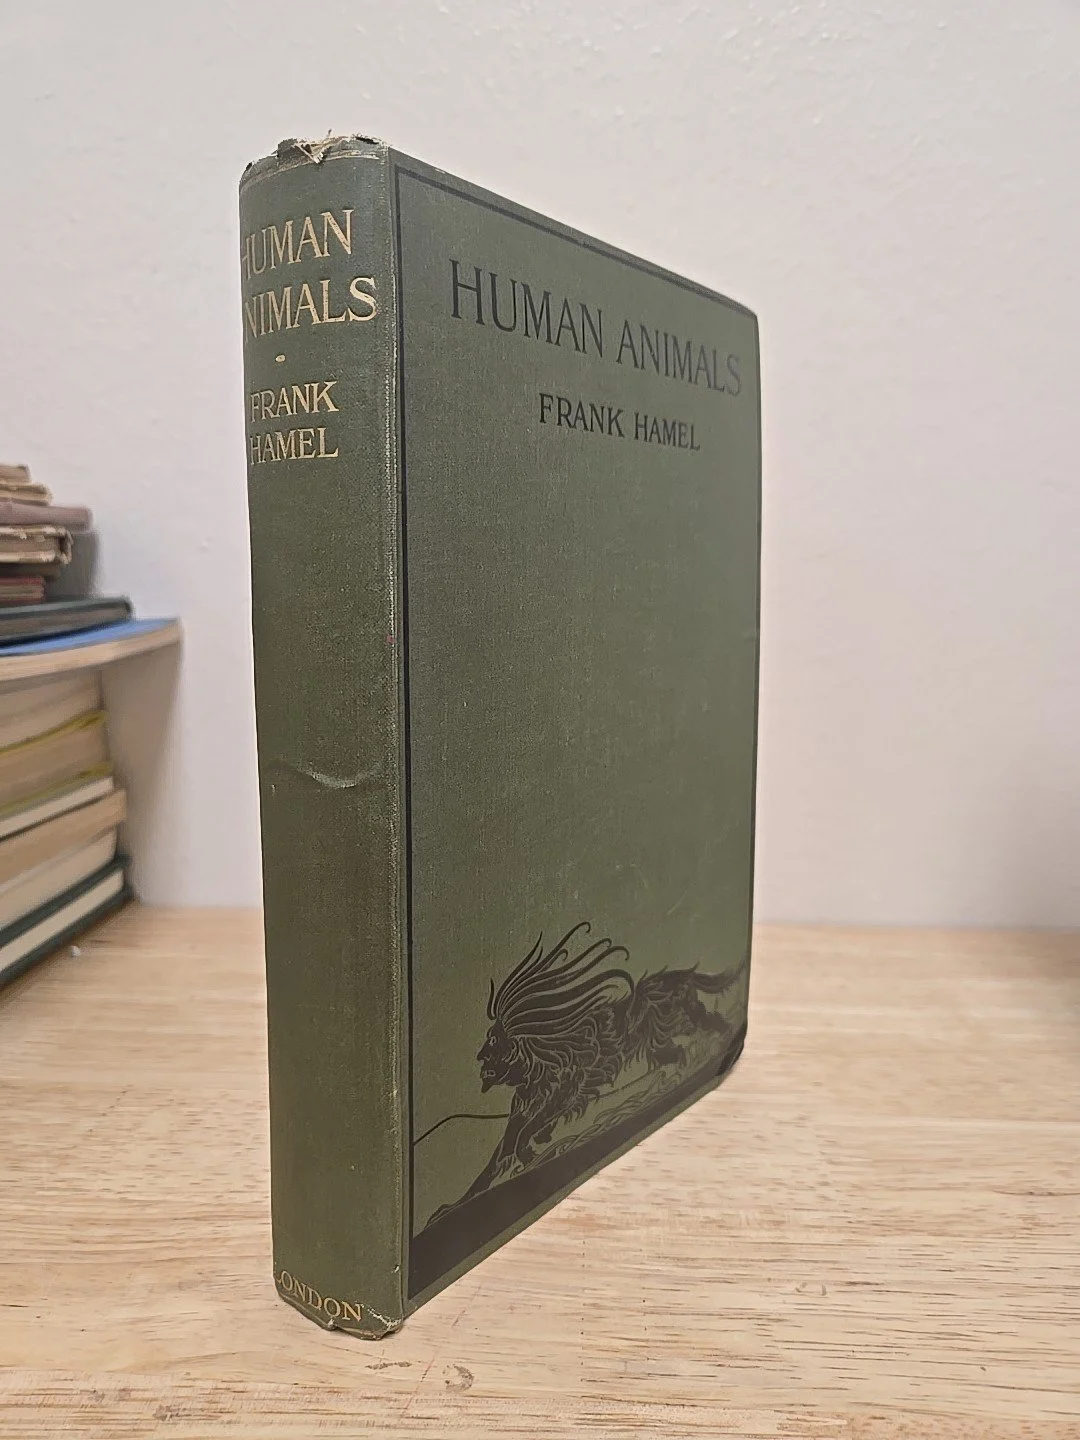 HUMAN
ANIMALS
FRANK
HAMEL
LONDON
HUMAN ANIMALS
FRANK HAMEL